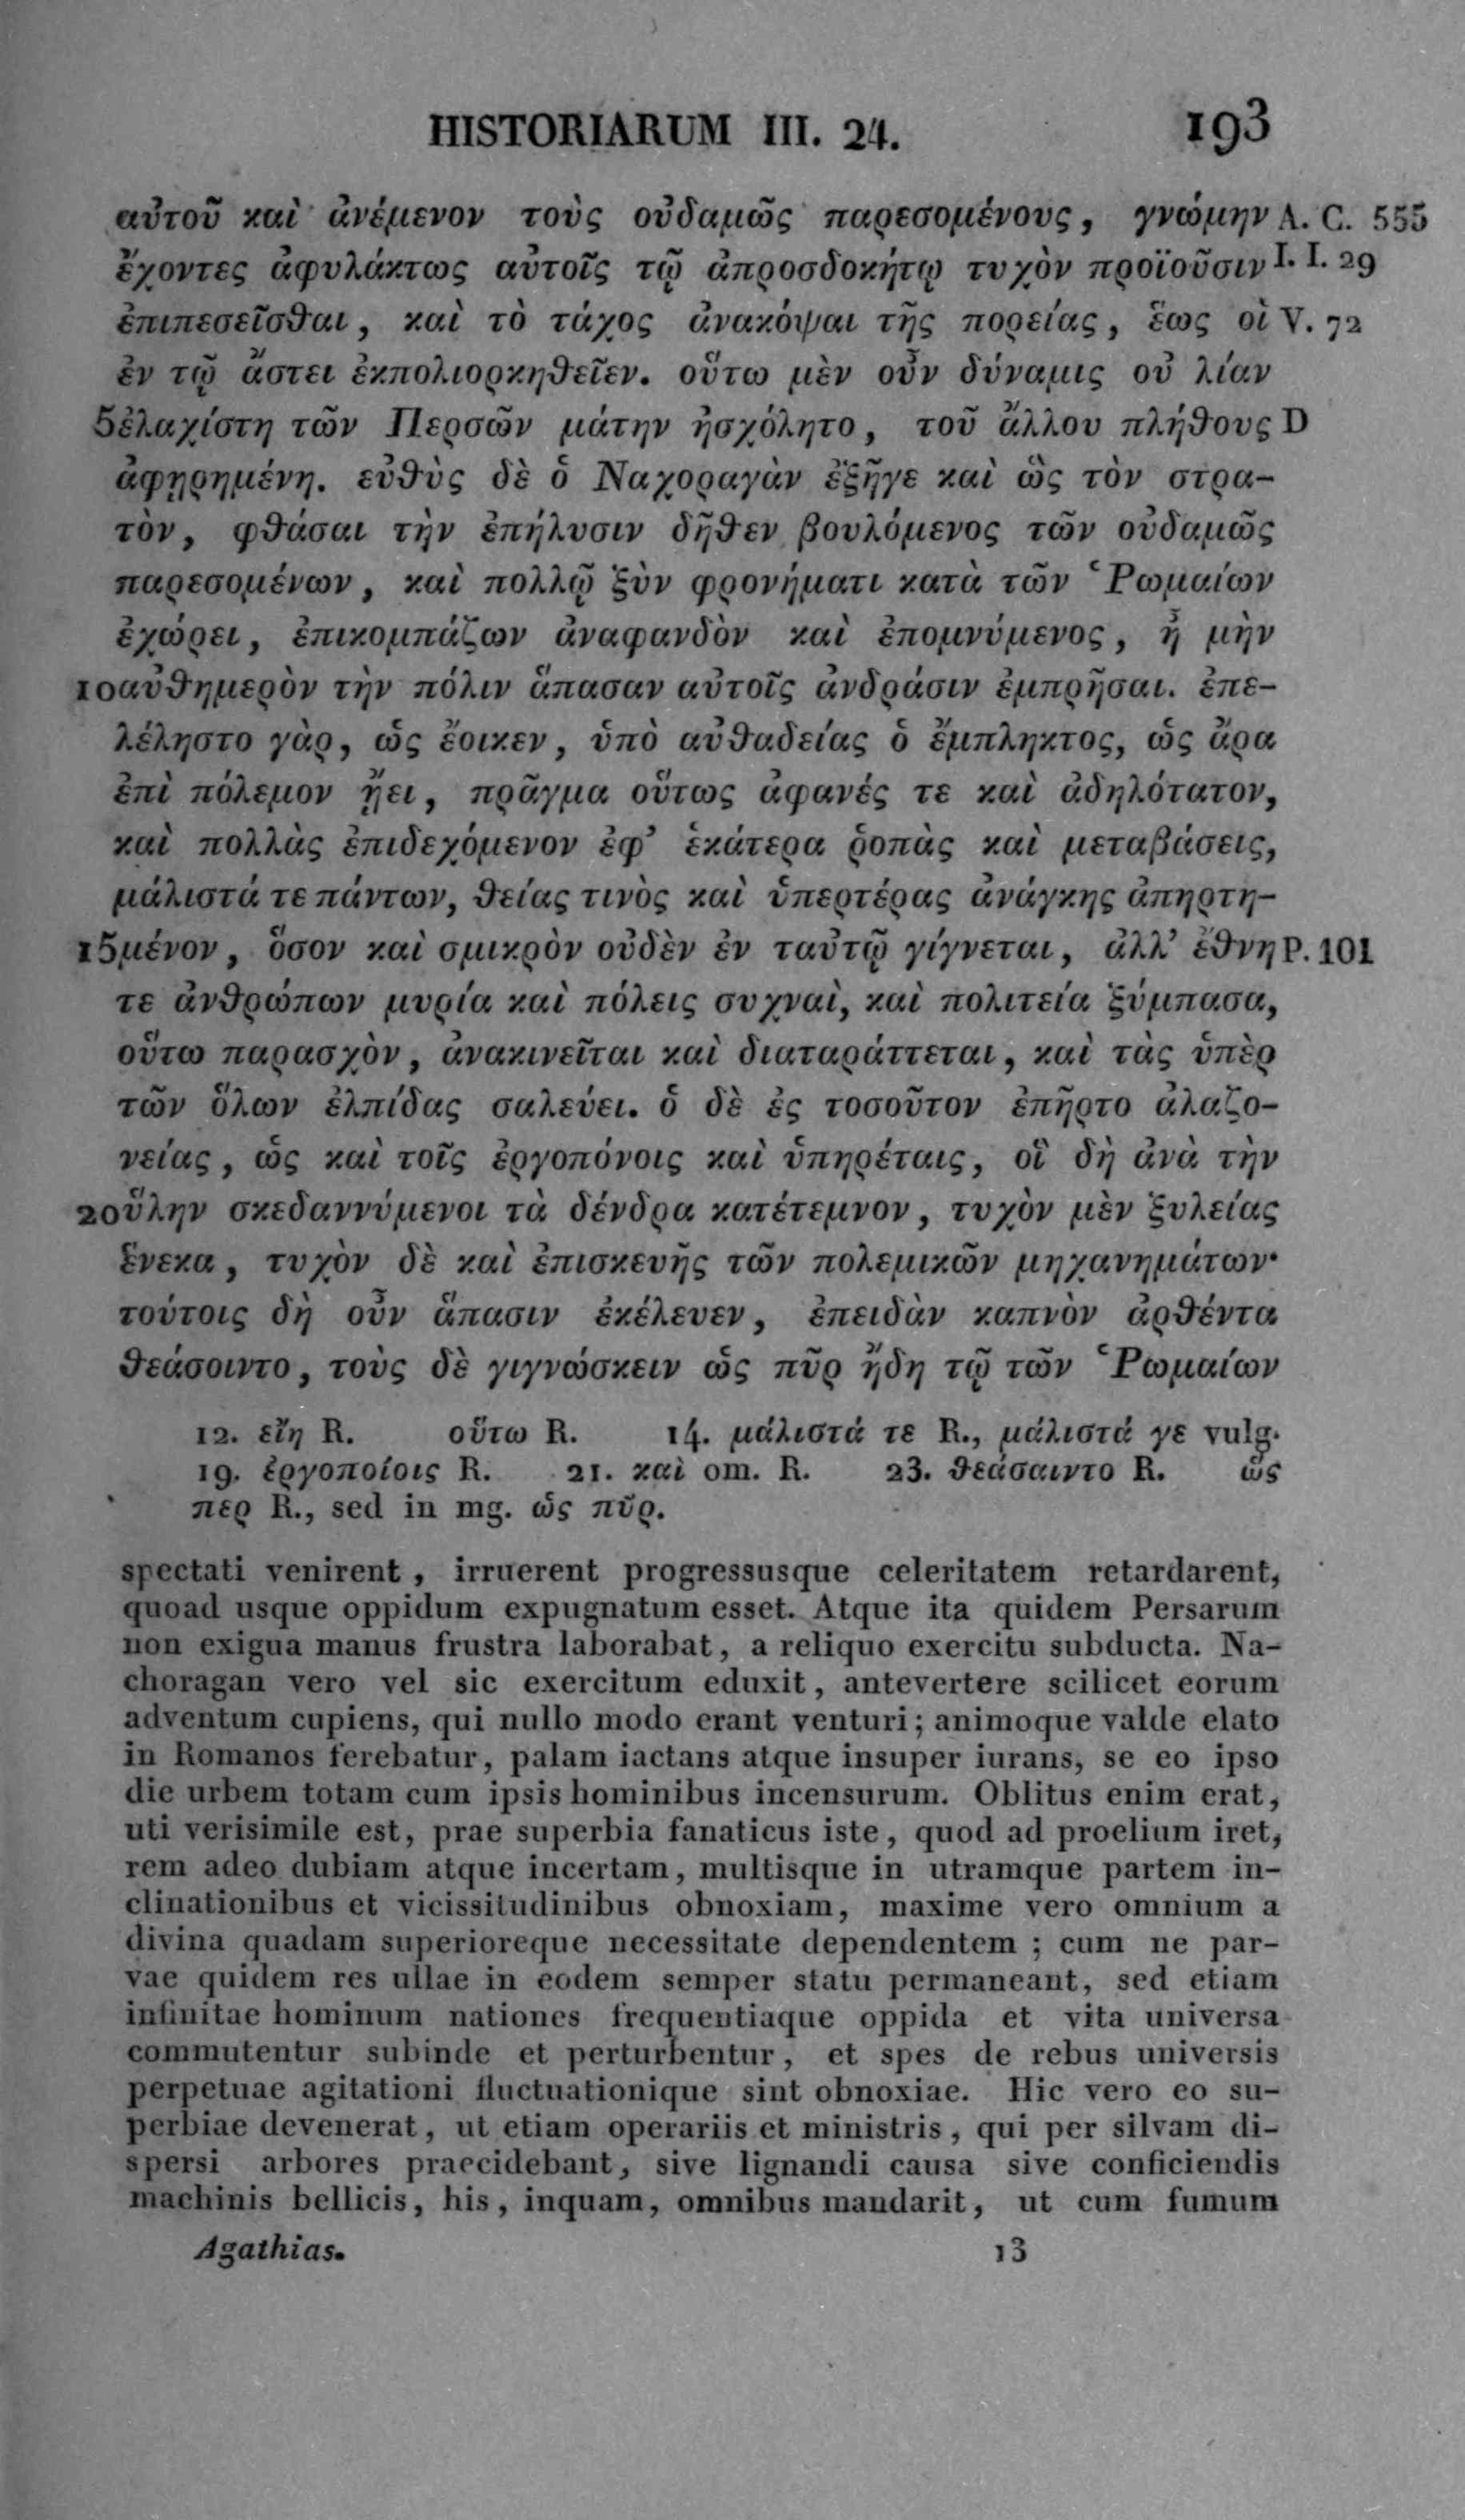 HISTORIARUM III. 24. 193
αὐτοῦ καὶ ἀνέμενον τοὺς οὐδαμῶς παρεσομένους, γνώμην A. C. 555
ἔχοντες ἀφυλάκτως αὐτοῖς τῷ ἀπροσδοκήτῳ τυχὸν προϊοῦσιν I. I. 29
ἐπιπεσεῖσθαι, καὶ τὸ τάχος ἀνακόψαι τῆς πορείας, ἕως οἱ V. 72
ἐν τῷ ἄστει ἐκπολιορκηθεῖεν. οὕτω μὲν οὖν δύναμις οὐ λίαν
5 ἐλαχίστη τῶν Περσῶν μάτην ἠσχόλητο, τοῦ ἄλλου πλήθους D
ἀφῃρημένη. εὐθὺς δὲ ὁ Ναχοραγὰν ἐξῆγε καὶ ὣς τὸν στρα-
τὸν, φθάσαι τὴν ἐπήλυσιν δῆθεν βουλόμενος τῶν οὐδαμῶς
παρεσομένων, καὶ πολλῷ ξὺν φρονήματι κατὰ τῶν Ῥωμαίων
ἐχώρει, ἐπικομπάζων ἀναφανδὸν καὶ ἐπομνύμενος, ἦ μὴν
10 αὐθημερὸν τὴν πόλιν ἅπασαν αὐτοῖς ἀνδράσιν ἐμπρῆσαι. ἐπε-
λέληστο γὰρ, ὡς ἔοικεν, ὑπὸ αὐθαδείας ὁ ἔμπληκτος, ὡς ἄρα
ἐπὶ πόλεμον ᾔει, πρᾶγμα οὕτως ἀφανές τε καὶ ἀδηλότατον,
καὶ πολλὰς ἐπιδεχόμενον ἐφ' ἑκάτερα ῥοπὰς καὶ μεταβάσεις,
μάλιστά τε πάντων, θείας τινὸς καὶ ὑπερτέρας ἀνάγκης ἀπηρτη-
15 μένον, ὅσον καὶ σμικρὸν οὐδὲν ἐν ταὐτῷ γίγνεται, ἀλλ' ἔθνη P. 101
τε ἀνθρώπων μυρία καὶ πόλεις συχναὶ, καὶ πολιτεία ξύμπασα,
οὕτω παρασχὸν, ἀνακινεῖται καὶ διαταράττεται, καὶ τὰς ὑπὲρ
τῶν ὅλων ἐλπίδας σαλεύει. ὁ δὲ ἐς τοσοῦτον ἐπῆρτο ἀλαζο-
νείας, ὡς καὶ τοῖς ἐργοπόνοις καὶ ὑπηρέταις, οἳ δὴ ἀνὰ τὴν
20 ὕλην σκεδαννύμενοι τὰ δένδρα κατέτεμνον, τυχὸν μὲν ξυλείας
ἕνεκα, τυχὸν δὲ καὶ ἐπισκευῆς τῶν πολεμικῶν μηχανημάτων·
τούτοις δὴ οὖν ἅπασιν ἐκέλευεν, ἐπειδὰν καπνὸν ἀρθέντα
θεάσοιντο, τοὺς δὲ γιγνώσκειν ὡς πῦρ ἤδη τῷ τῶν Ῥωμαίων
12. εἴη R. οὕτω R. 14. μάλιστά τε R., μάλιστά γε vulg.
19. ἐργοποίοις R. 21. καὶ om. R. 23. θεάσαιντο R. ὥς
περ R., sed in mg. ὡς πῦρ.
spectati venirent, irruerent progressusque celeritatem retardarent,
quoad usque oppidum expugnatum esset. Atque ita quidem Persarum
non exigua manus frustra laborabat, a reliquo exercitu subducta. Na-
choragan vero vel sic exercitum eduxit, antevertere scilicet eorum
adventum cupiens, qui nullo modo erant venturi; animoque valde elato
in Romanos ferebatur, palam iactans atque insuper iurans, se eo ipso
die urbem totam cum ipsis hominibus incensurum. Oblitus enim erat,
uti verisimile est, prae superbia fanaticus iste, quod ad proelium iret,
rem adeo dubiam atque incertam, multisque in utramque partem in-
clinationibus et vicissitudinibus obnoxiam, maxime vero omnium a
divina quadam superioreque necessitate dependentem; cum ne par-
vae quidem res ullae in eodem semper statu permaneant, sed etiam
infinitae hominum nationes frequentiaque oppida et vita universa
commutentur subinde et perturbentur, et spes de rebus universis
perpetuae agitationi fluctuationique sint obnoxiae. Hic vero eo su-
perbiae devenerat, ut etiam operariis et ministris, qui per silvam di-
spersi arbores praecidebant, sive lignandi causa sive conficiendis
machinis bellicis, his, inquam, omnibus mandarit, ut cum fumum
Agathias. 13